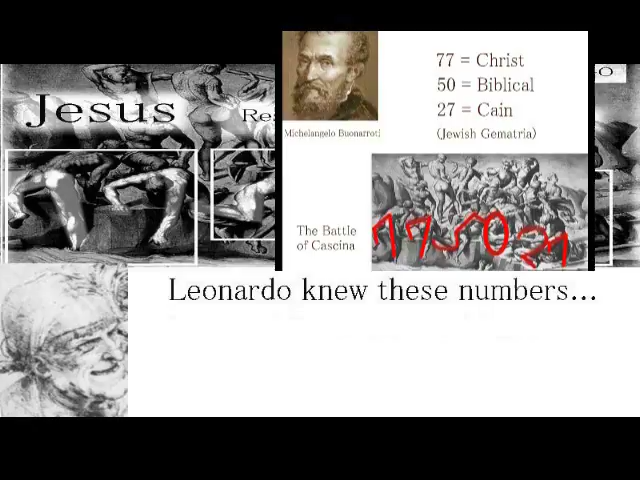 77 = Christ
50 = Biblical
27 = Cain
(Jewish Gematria)
Michelangelo Buonarroti
Jesus
The Battle
of Cascina
Leonardo knew these numbers...